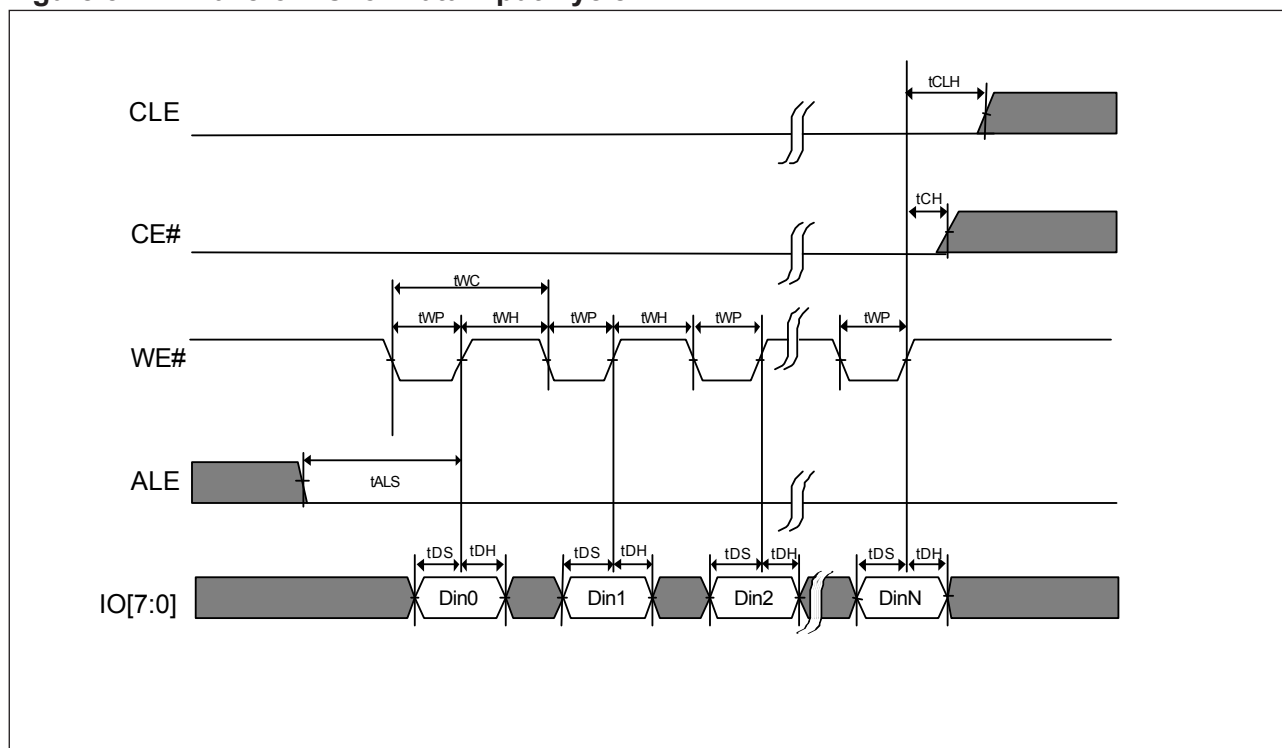 tCLH
CLE
tCH
CE#
tWC
tWP tWH tWP tWH tWP tWP
WE#
ALE
tALS
tDS tDH tDS tDH tDS tDH tDS tDH
IO[7:0] Din0 Din1 Din2 DinN